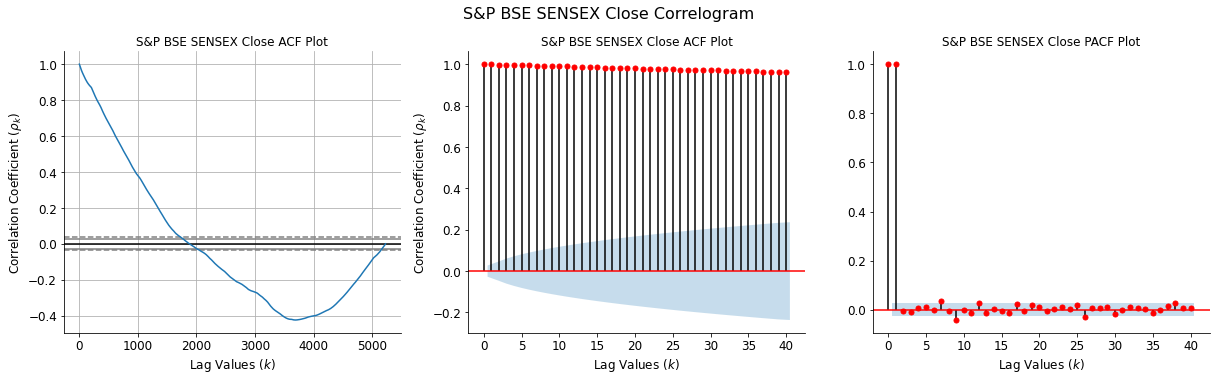 S&P BSE SENSEX Close Correlogram
S&P BSE SENSEX Close ACF Plot
1.0
0.8
0.6
0.4
0.2
0.0
−0.2
−0.4
Correlation Coefficient (ρk)
0 1000 2000 3000 4000 5000
Lag Values (k)
S&P BSE SENSEX Close ACF Plot
1.0
0.8
0.6
0.4
0.2
0.0
−0.2
Correlation Coefficient (ρk)
0 5 10 15 20 25 30 35 40
Lag Values (k)
S&P BSE SENSEX Close PACF Plot
1.0
0.8
0.6
0.4
0.2
0.0
0 5 10 15 20 25 30 35 40
Lag Values (k)